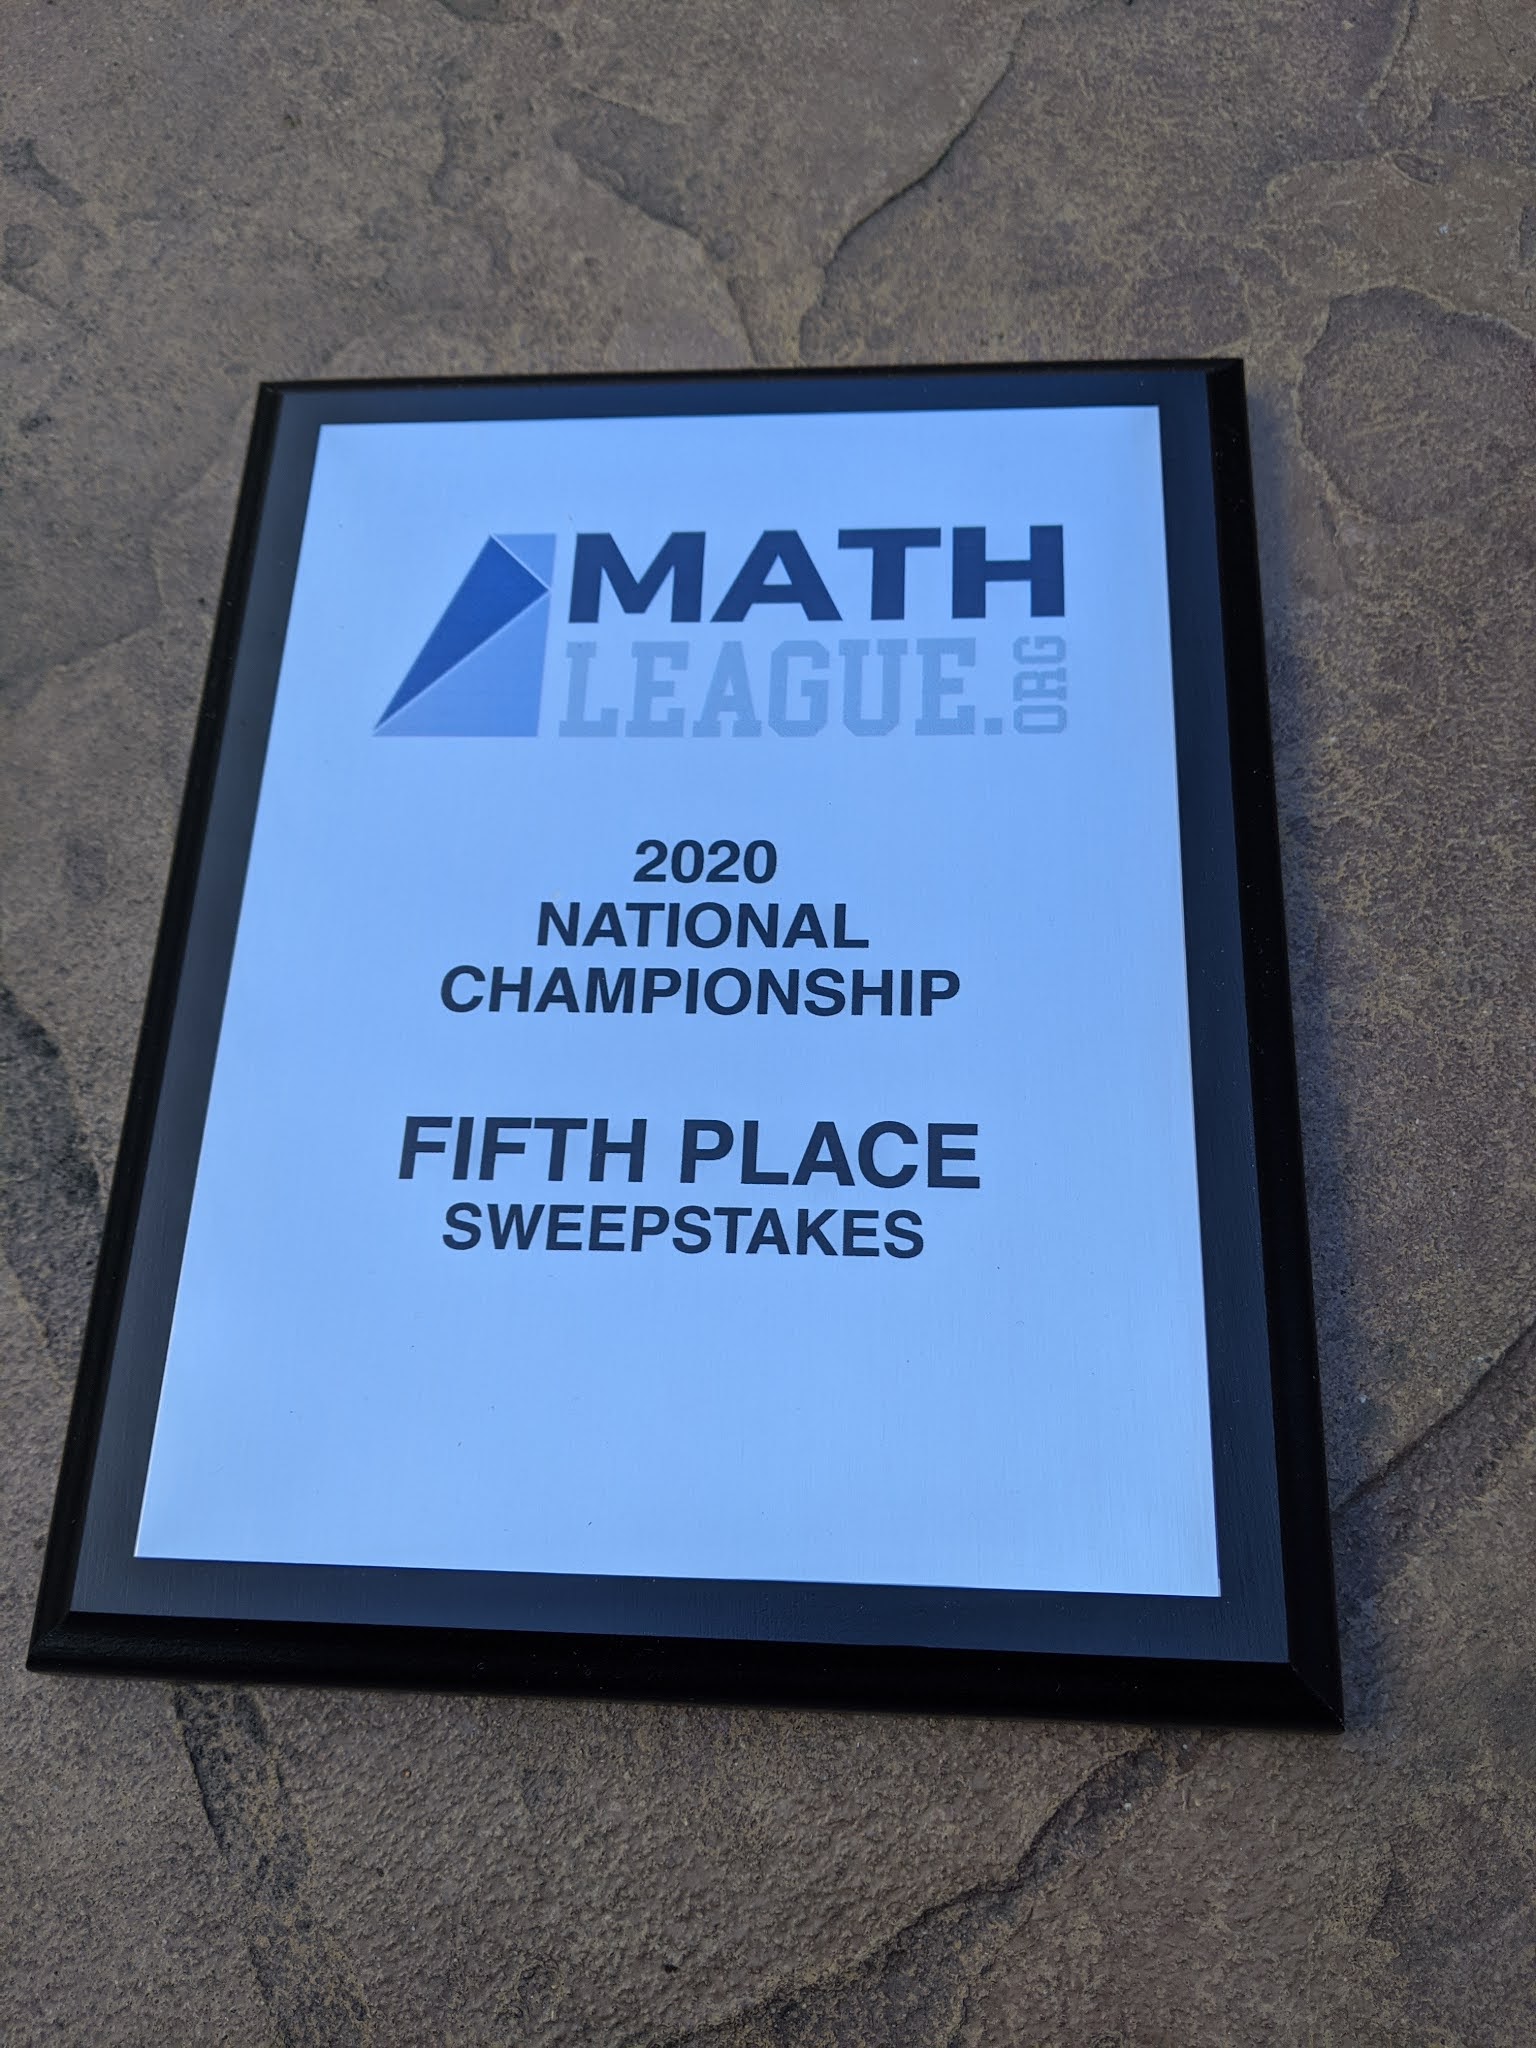 MATH
LEAGUE.ORG
2020
NATIONAL
CHAMPIONSHIP
FIFTH PLACE
SWEEPSTAKES